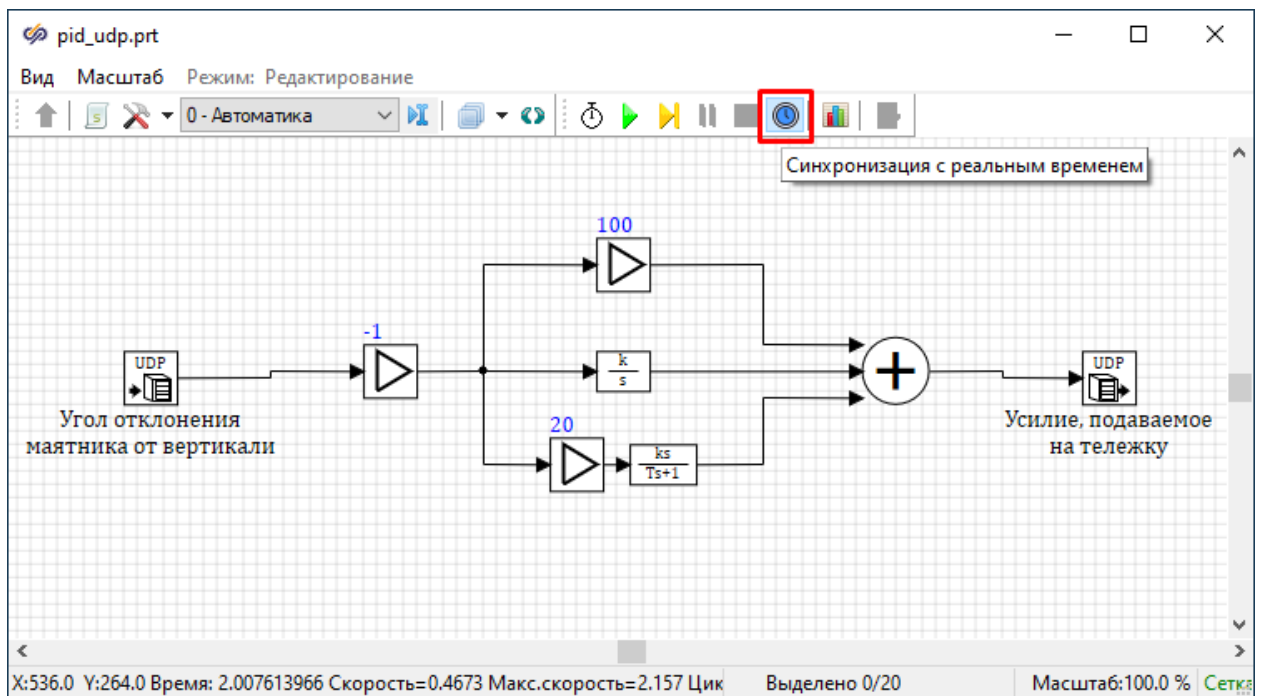 pid_udp.prt
Вид Масштаб Режим: Редактирование
0 - Автоматика
Синхронизация с реальным временем
100
-1
UDP
k
s
UDP
Угол отклонения
маятника от вертикали
20
ks
Ts+1
Усилие, подаваемое
на тележку
X:536.0 Y:264.0 Время: 2.007613966 Скорость=0.4673 Макс.скорость=2.157 Цик Выделено 0/20 Масштаб:100.0 % Сетка